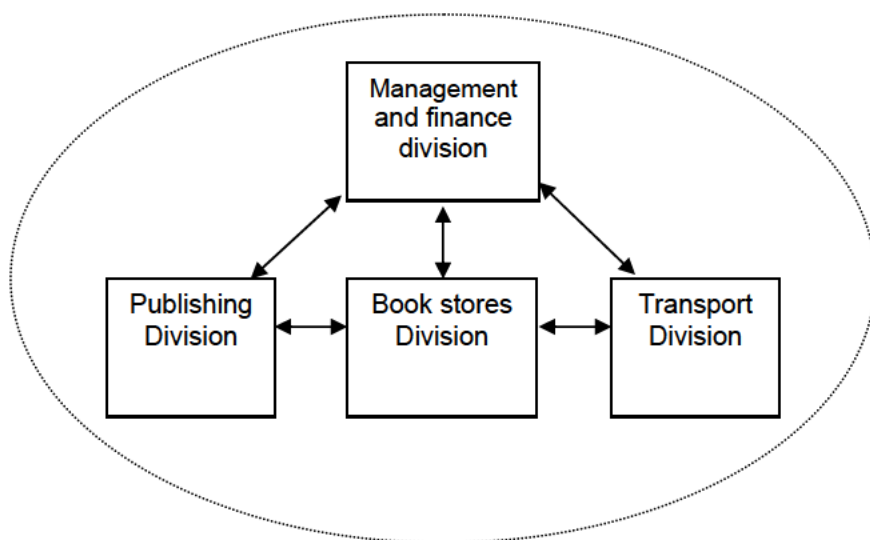 Management
and finance
division
Publishing
Division
Book stores
Division
Transport
Division